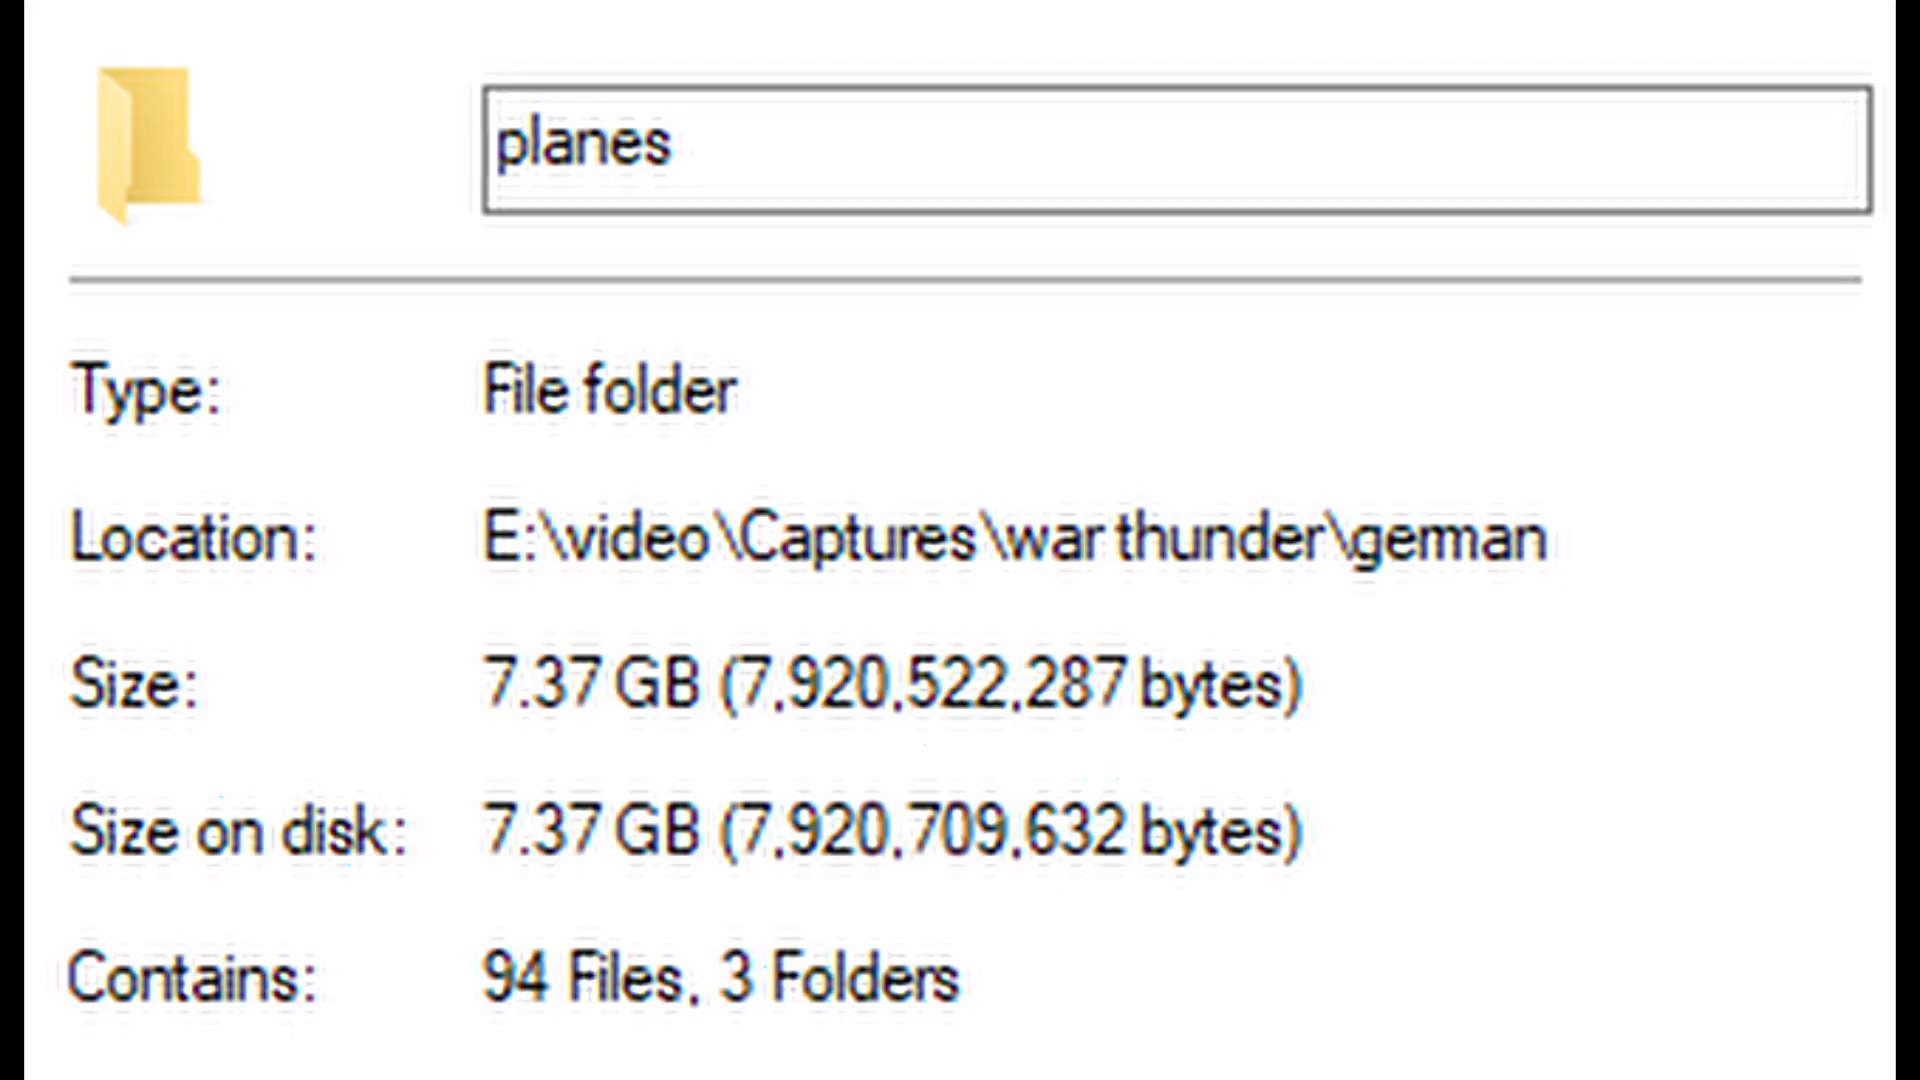 planes
Type: File folder
Location: E:\video\Captures\war thunder\german
Size: 7.37 GB (7,920,522,287 bytes)
Size on disk: 7.37 GB (7,920,709,632 bytes)
Contains: 94 Files, 3 Folders